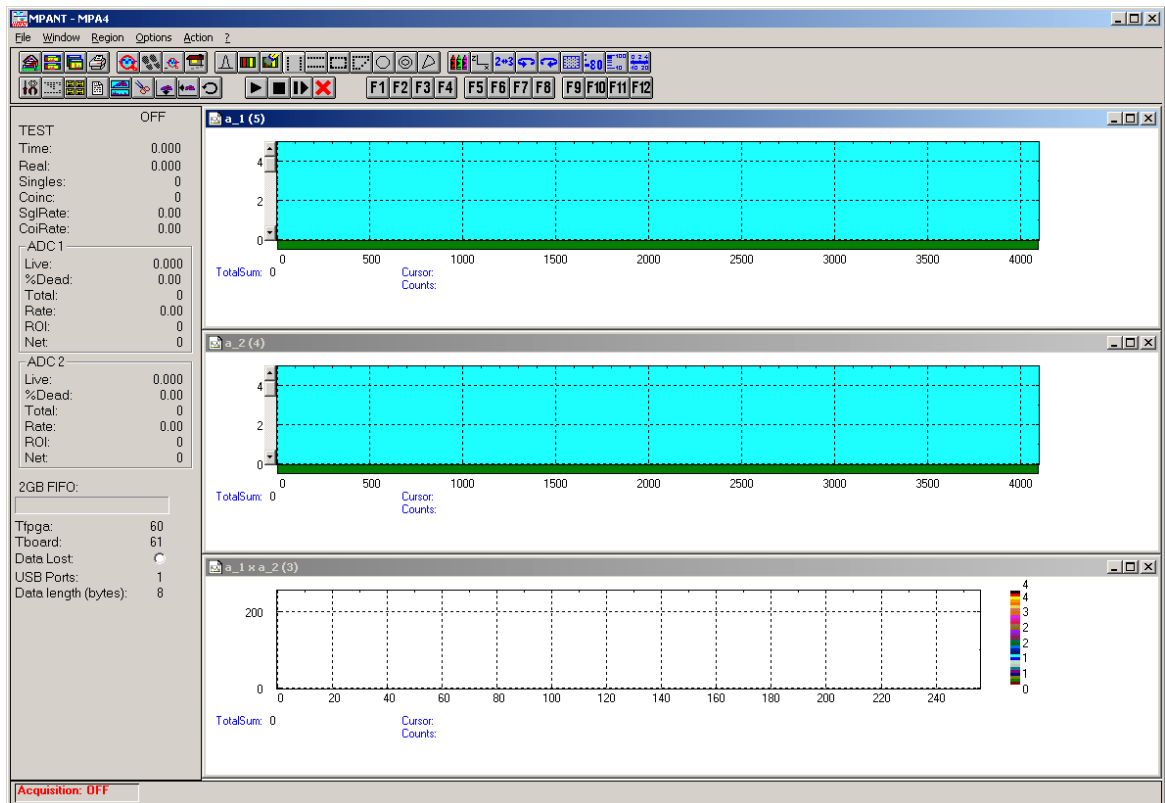 MPANT - MPA4
File Window Region Options Action ?
2↔3 80
F1 F2 F3 F4 F5 F6 F7 F8 F9 F10 F11 F12
OFF
TEST
Time: 0.000
Real: 0.000
Singles: 0
Coinc: 0
SglRate: 0.00
CoiRate: 0.00
ADC 1
Live: 0.000
%Dead: 0.00
Total: 0
Rate: 0.00
ROI: 0
Net: 0
ADC 2
Live: 0.000
%Dead: 0.00
Total: 0
Rate: 0.00
ROI: 0
Net: 0
2GB FIFO:
Tfpga: 60
Tboard: 61
Data Lost:
USB Ports: 1
Data length (bytes): 8
a_1 (5)
4
2
0
0 500 1000 1500 2000 2500 3000 3500 4000
TotalSum: 0 Cursor:
Counts:
a_2 (4)
4
2
0
0 500 1000 1500 2000 2500 3000 3500 4000
TotalSum: 0 Cursor:
Counts:
a_1 x a_2 (3)
200
0
0 20 40 60 80 100 120 140 160 180 200 220 240
4
4
3
2
2
1
1
0
TotalSum: 0 Cursor:
Counts:
Acquisition: OFF